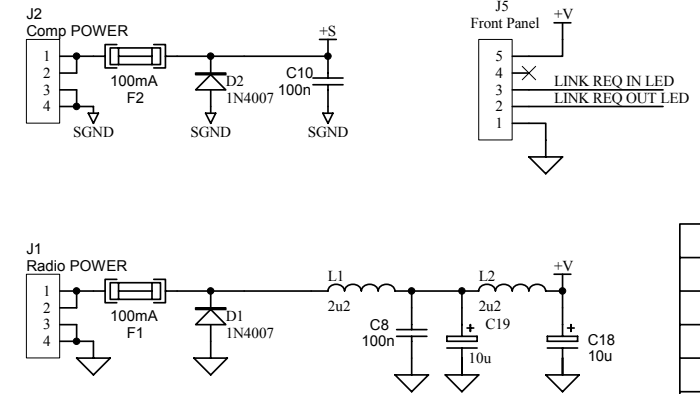 J2
Comp POWER
1
2
3
4
100mA
F2
SGND
D2
1N4007
SGND
+S
C10
100n
SGND
J5
Front Panel
+V
5
4
3
2
1
LINK REQ IN LED
LINK REQ OUT LED
J1
Radio POWER
1
2
3
4
100mA
F1
D1
1N4007
L1
2u2
C8
100n
L2
2u2
C19
+
10u
+V
+
C18
10u